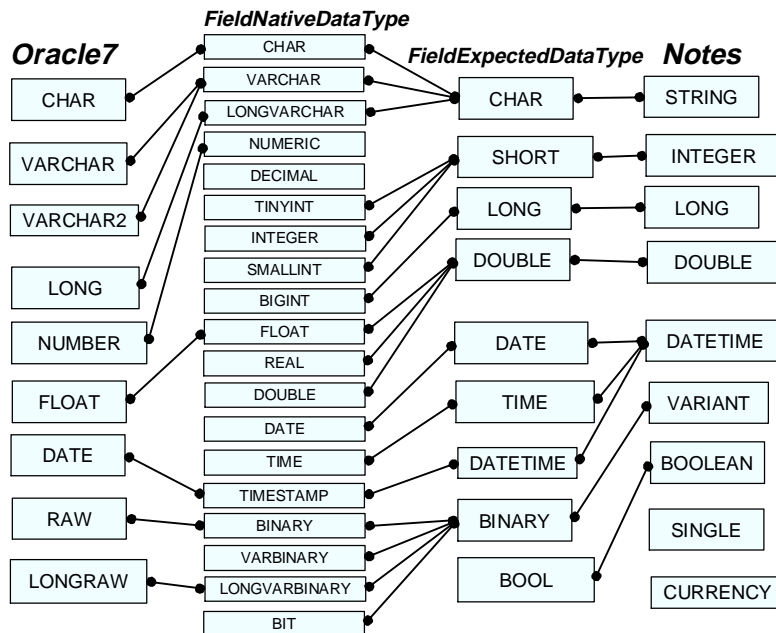 Oracle7
CHAR
VARCHAR
VARCHAR2
LONG
NUMBER
FLOAT
DATE
RAW
LONGRAW
FieldNativeDataType
CHAR
VARCHAR
LONGVARCHAR
NUMERIC
DECIMAL
TINYINT
INTEGER
SMALLINT
BIGINT
FLOAT
REAL
DOUBLE
DATE
TIME
TIMESTAMP
BINARY
VARBINARY
LONGVARBINARY
BIT
FieldExpectedDataType
CHAR
SHORT
LONG
DOUBLE
DATE
TIME
DATETIME
BINARY
BOOL
Notes
STRING
INTEGER
LONG
DOUBLE
DATETIME
VARIANT
BOOLEAN
SINGLE
CURRENCY